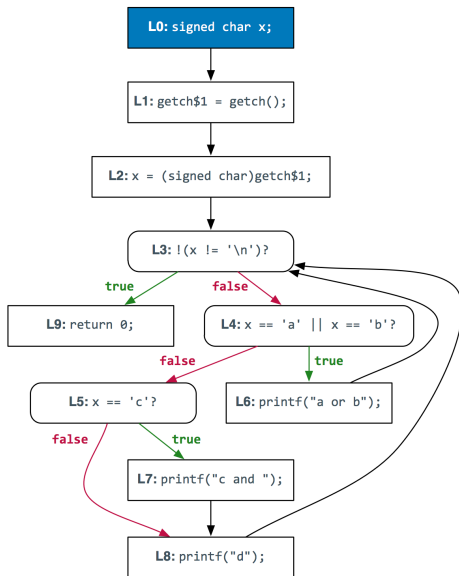 L0: signed char x;
L1: getch$1 = getch();
L2: x = (signed char)getch$1;
L3: !(x != '\n')?
true
false
L9: return 0;
L4: x == 'a' || x == 'b'?
false
true
L5: x == 'c'?
L6: printf("a or b");
false
true
L7: printf("c and ");
L8: printf("d");